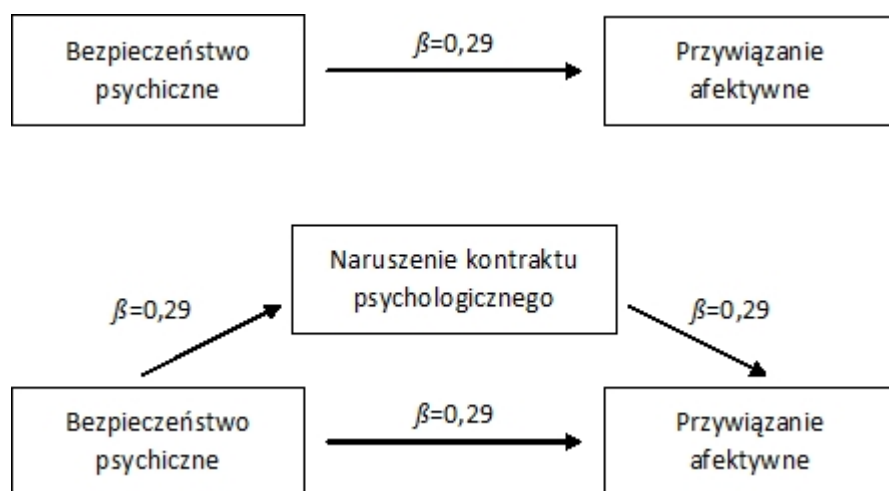 Bezpieczeństwo
psychiczne
ß=0,29
Przywiązanie
afektywne
Naruszenie kontraktu
psychologicznego
ß=0,29
ß=0,29
Bezpieczeństwo
psychiczne
ß=0,29
Przywiązanie
afektywne